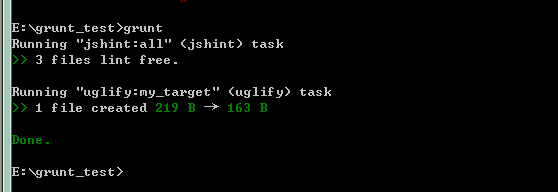 E:\grunt_test>grunt
Running "jshint:all" (jshint) task
>> 3 files lint free.
Running "uglify:my_target" (uglify) task
>> 1 file created 219 B → 163 B
Done.
E:\grunt_test>